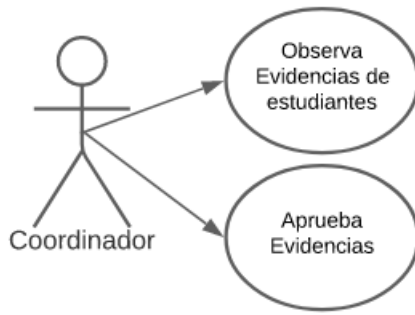 Observa
Evidencias de
estudiantes
Coordinador
Aprueba
Evidencias